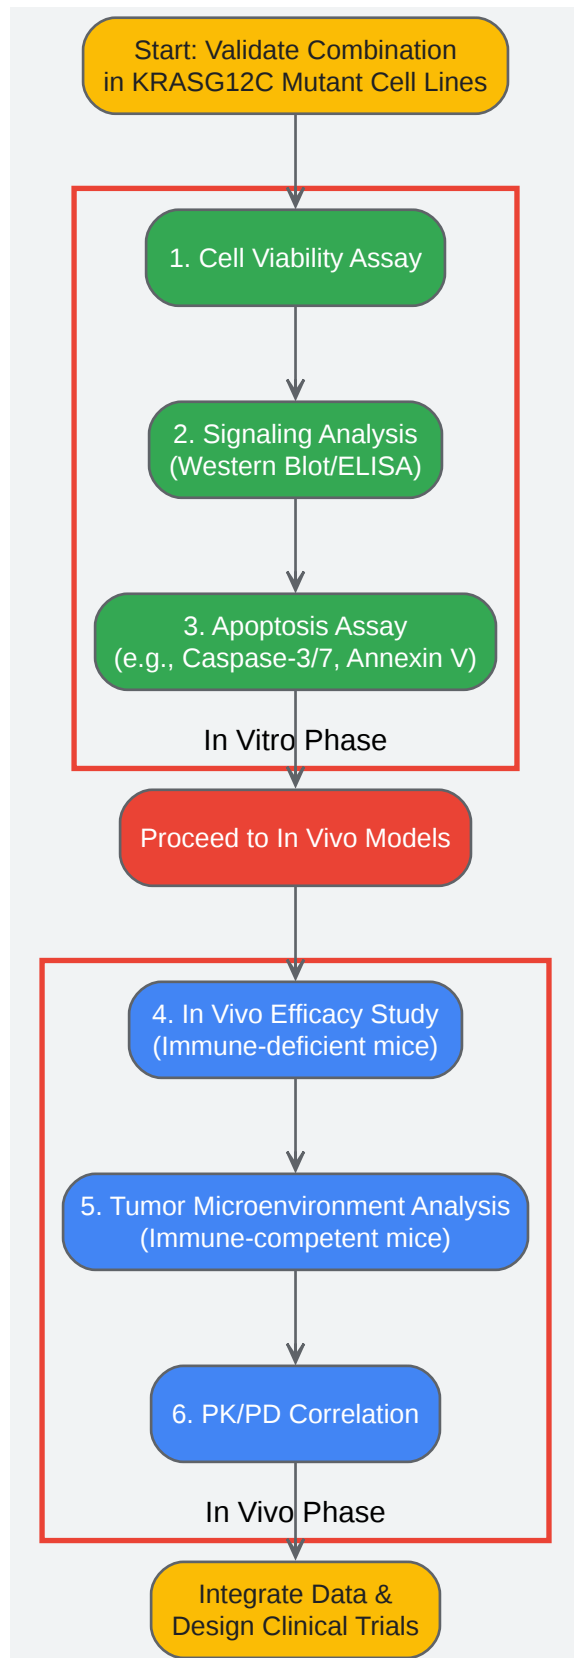 Start: Validate Combination
in KRASG12C Mutant Cell Lines
1. Cell Viability Assay
2. Signaling Analysis
(Western Blot/ELISA)
3. Apoptosis Assay
(e.g., Caspase-3/7, Annexin V)
In Vitro Phase
Proceed to In Vivo Models
4. In Vivo Efficacy Study
(Immune-deficient mice)
5. Tumor Microenvironment Analysis
(Immune-competent mice)
6. PK/PD Correlation
In Vivo Phase
Integrate Data &
Design Clinical Trials